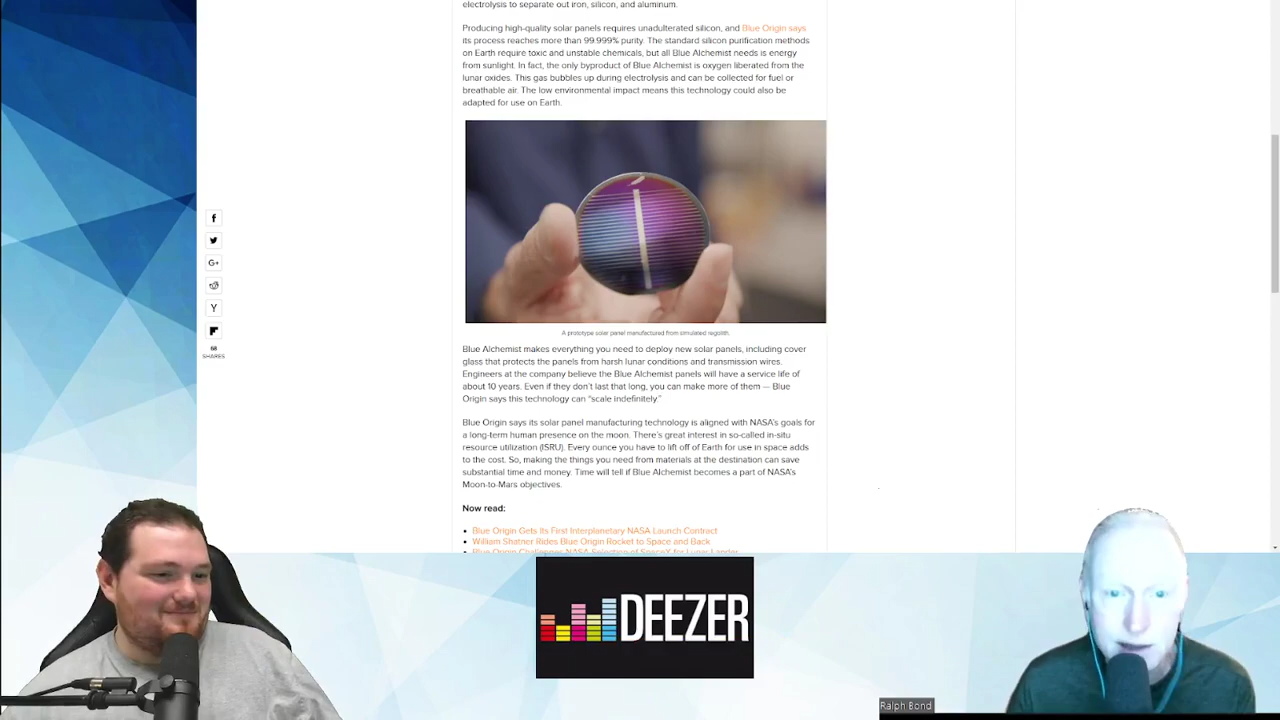 electrolysis to separate out iron, silicon, and aluminum.
Producing high-quality solar panels requires unadulterated silicon, and Blue Origin says
its process reaches more than 99.999% purity. The standard silicon purification methods
on Earth require toxic and unstable chemicals, but all Blue Alchemist needs is energy
from sunlight. In fact, the only byproduct of Blue Alchemist is oxygen liberated from the
lunar oxides. This gas bubbles up during electrolysis and can be collected for fuel or
breathable air. The low environmental impact means this technology could also be
adapted for use on Earth.
A prototype solar panel manufactured from simulated regolith.
Blue Alchemist makes everything you need to deploy new solar panels, including cover
glass that protects the panels from harsh lunar conditions and transmission wires.
Engineers at the company believe the Blue Alchemist panels will have a service life of
about 10 years. Even if they don't last that long, you can make more of them — Blue
Origin says this technology can “scale indefinitely.”
Blue Origin says its solar panel manufacturing technology is aligned with NASA's goals for
a long-term human presence on the moon. There's great interest in so-called in-situ
resource utilization (ISRU). Every ounce you have to lift off of Earth for use in space adds
to the cost. So, making the things you need from materials at the destination can save
substantial time and money. Time will tell if Blue Alchemist becomes a part of NASA's
Moon-to-Mars objectives.
Now read:
Blue Origin Gets Its First Interplanetary NASA Launch Contract
William Shatner Rides Blue Origin Rocket to Space and Back
Blue Origin Challenges NASA Selection of SpaceX for Lunar Lander
G+
Y
68
SHARES
DEEZER
Ralph Bond